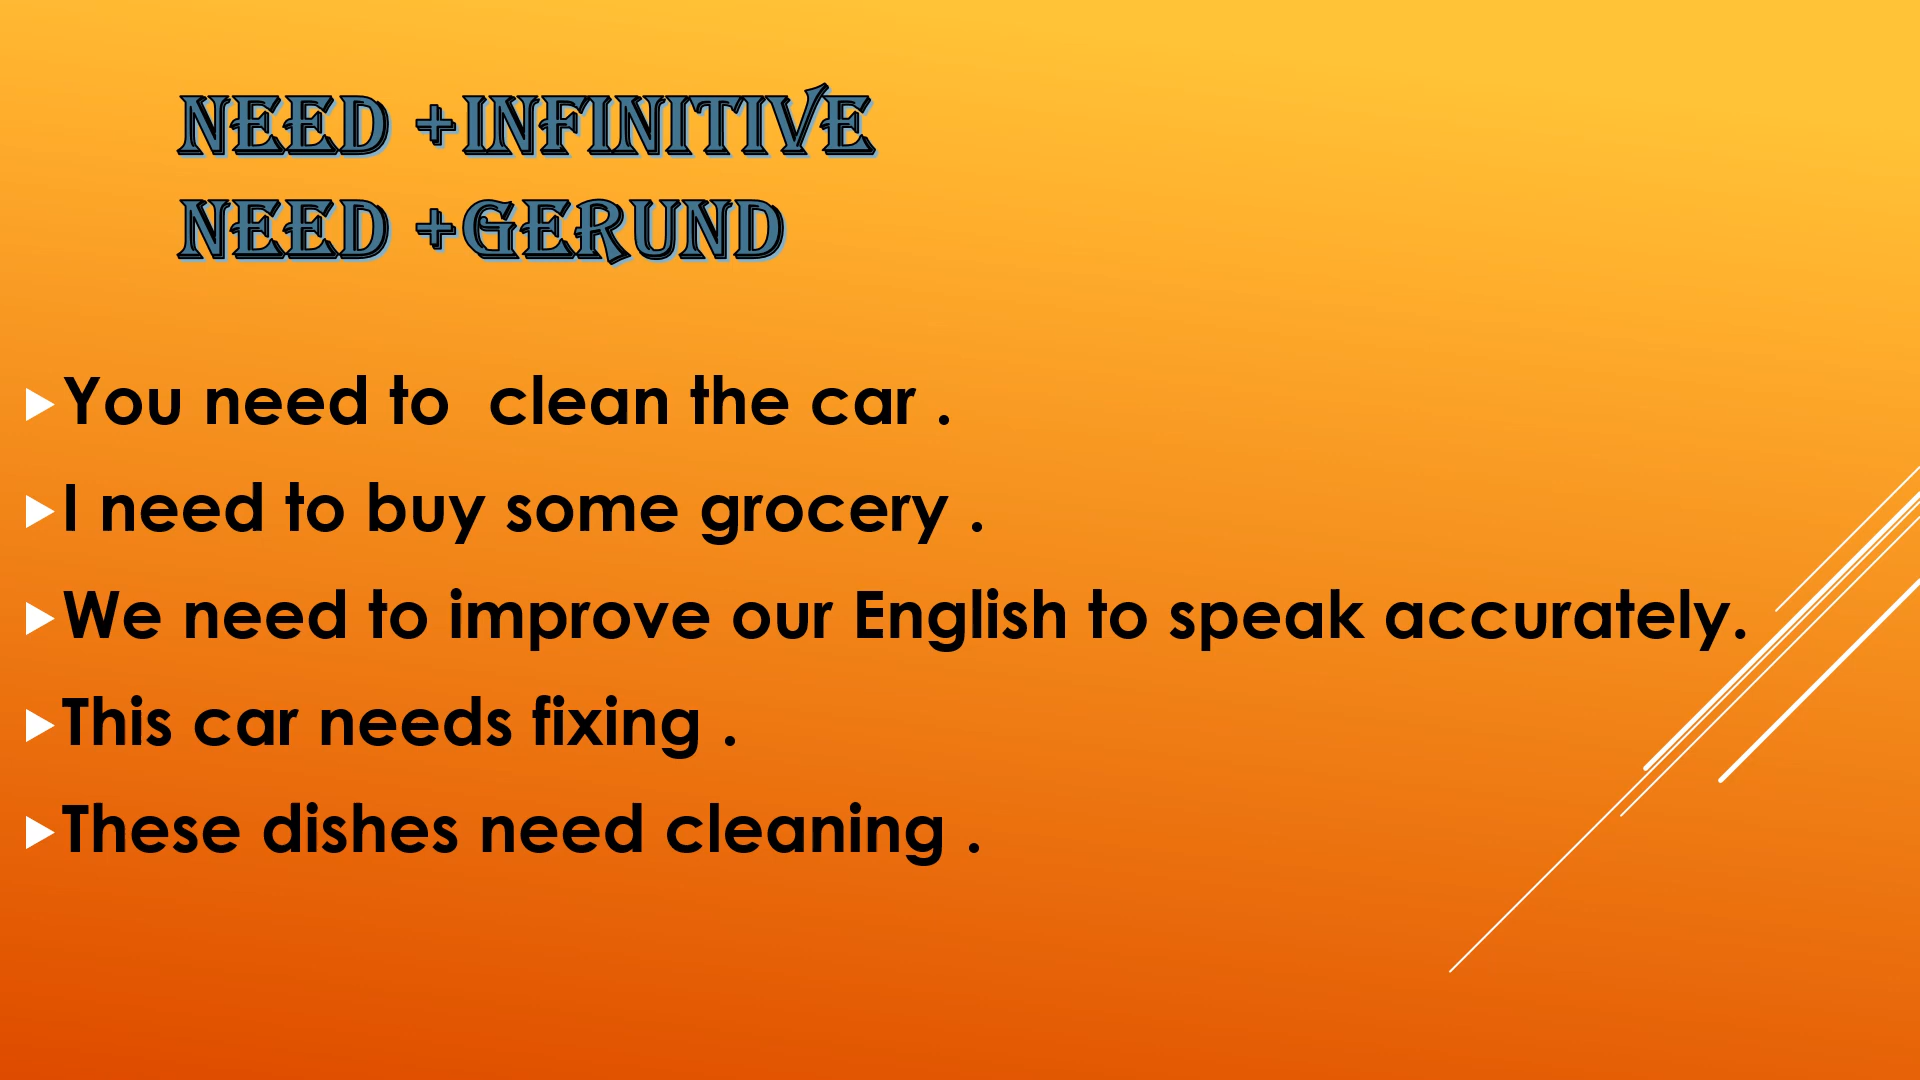 NEED +INFINITIVE
NEED +GERUND
You need to  clean the car .
I need to buy some grocery .
We need to improve our English to speak accurately.
This car needs fixing .
These dishes need cleaning .